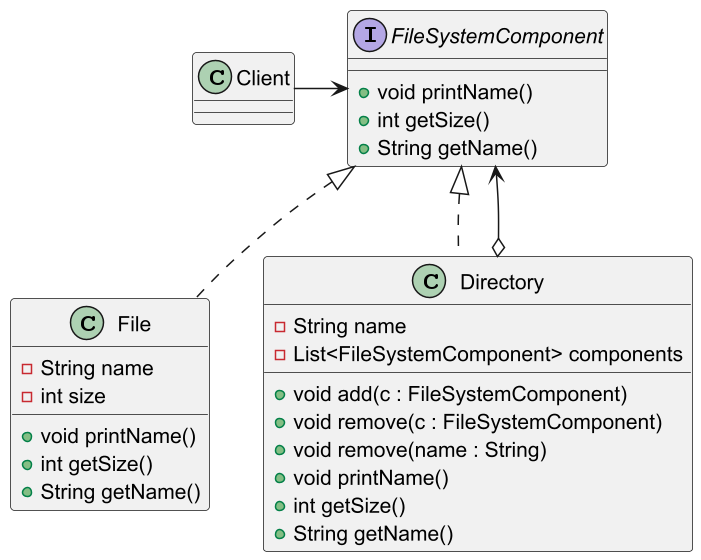 I FileSystemComponent
void printName()
int getSize()
String getName()
C Client
C File
String name
int size
void printName()
int getSize()
String getName()
C Directory
String name
List<FileSystemComponent> components
void add(c : FileSystemComponent)
void remove(c : FileSystemComponent)
void remove(name : String)
void printName()
int getSize()
String getName()